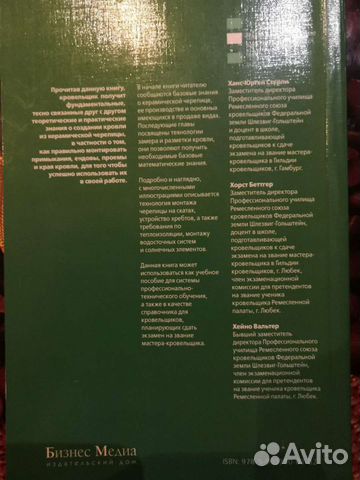 Прочитав данную книгу,
кровельщик получит
фундаментальные,
тесно связанные друг с другом
теоретические и практические
знания о создании кровли
из керамической черепицы,
в частности о том,
как правильно монтировать
примыкания, ендовы, проемы
и края кровли, для того чтобы
успешно использовать их
в своей работе.
В начале книги читателю
сообщаются базовые знания
о керамической черепице,
ее производстве и основных
имеющихся в продаже видах.
Последующие главы
посвящены технологии
замера и разметки кровли,
они позволяют получить
необходимые базовые
математические знания.
Подробно и наглядно,
с многочисленными
иллюстрациями описывается
технология монтажа
черепицы на скатах,
устройство хребтов, а также
требования по
теплоизоляции, монтажу
водосточных систем
и солнечных элементов.
Данная книга может
использоваться как учебное
пособие для системы
профессионально-
технического обучения,
а также в качестве
справочника для
кровельщиков,
планирующих сдать
экзамен на звание
мастера-кровельщика.
Ханс-Юрген
Заместитель директора
Профессионального училища
Ремесленного союза
кровельщиков Федеральной
земли Шлезвиг-Гольштейн
и доцент в школе,
подготавливающей
кровельщиков к сдаче
экзамена на звание мастера
в Гильдии
кровельщиков, г. Гамбург.
Хорст Беттгер
Заместитель директора
Профессионального училища
Ремесленного союза
кровельщиков Федеральной
земли Шлезвиг-Гольштейн,
доцент в школе,
подготавливающей
кровельщиков к сдаче
экзамена на звание мастера-
кровельщика в Гильдии
кровельщиков, г. Любек,
член экзаменационной
комиссии для претендентов
на звание ученика
кровельщика Ремесленной
палаты, г. Любек.
Хейно Вальтер
Бывший заместитель
директора Профессионального
училища Ремесленного союза
кровельщиков Федеральной
земли Шлезвиг-Гольштейн,
член экзаменационной
комиссии для претендентов
на звание ученика кровельщика
Ремесленной палаты, г. Любек.
Бизнес Медиа
ИЗДАТЕЛЬСКИЙ ДОМ
ISBN: 978
Avito